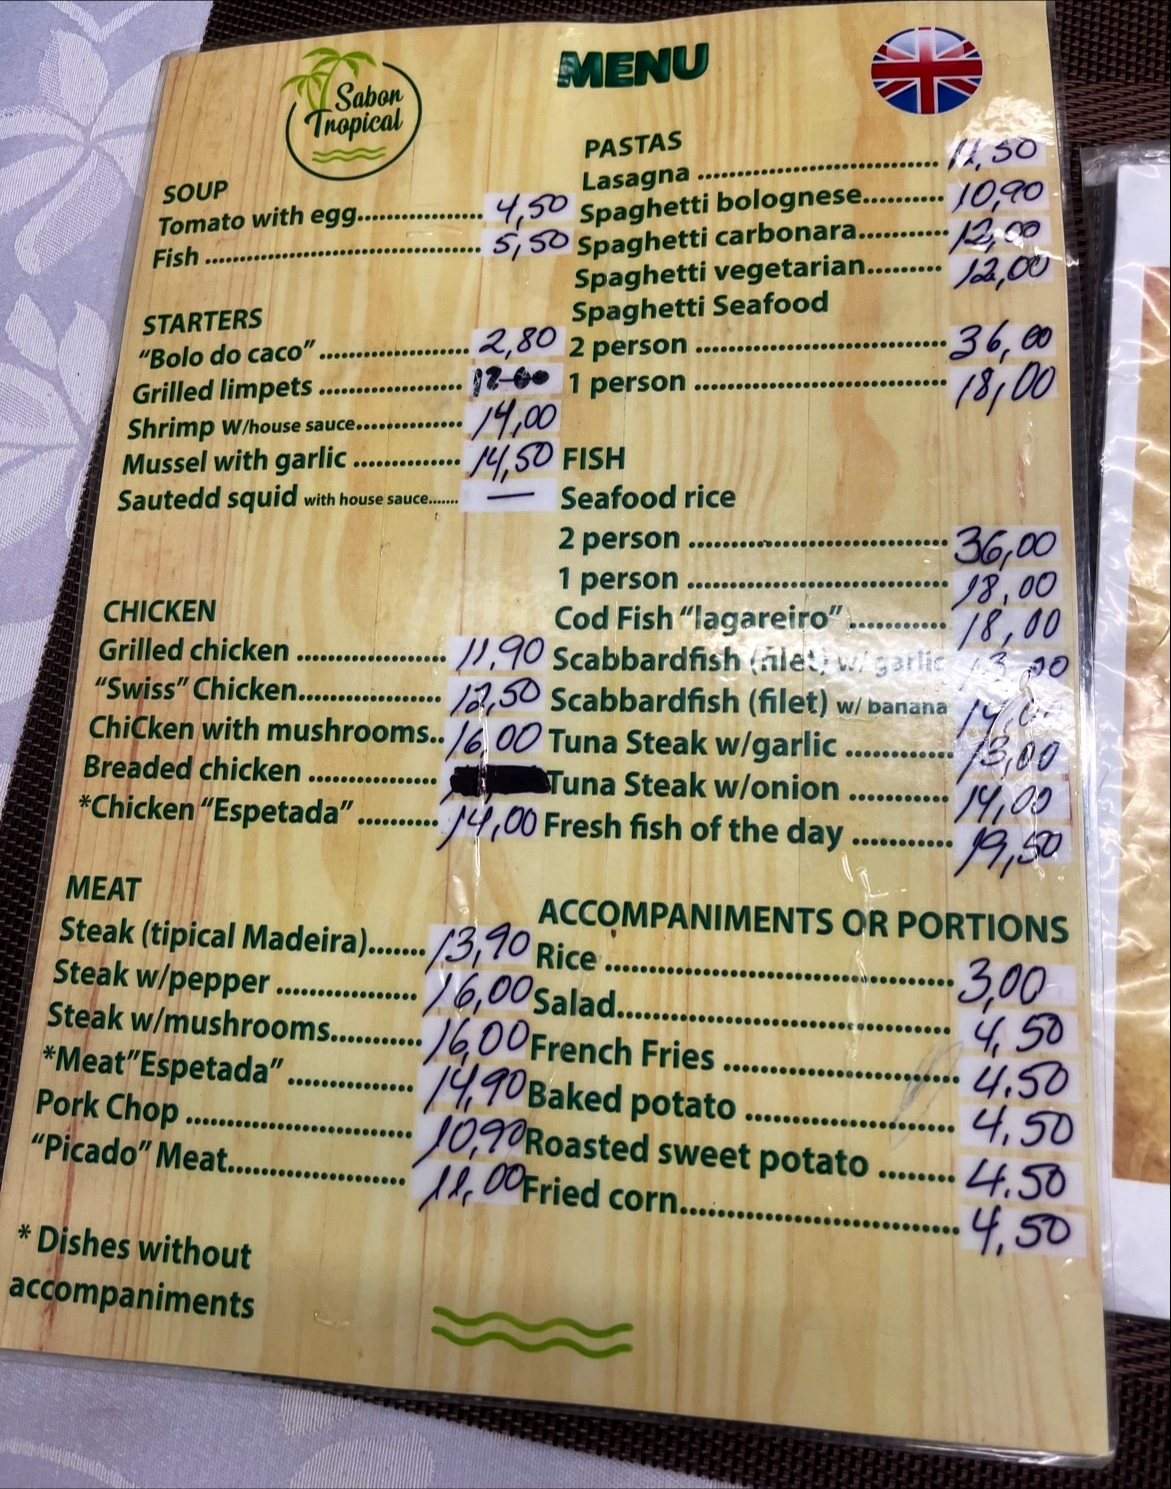 Sabor
Tropical
MENU
SOUP
Tomato with egg................. 4,50
Fish ..................................... 5,50
STARTERS
"Bolo do caco".................... 2,80
Grilled limpets ...................
Shrimp w/house sauce.............. 14,00
Mussel with garlic .............. 14,50
Sautedd squid with house sauce....... —
CHICKEN
Grilled chicken .................... 11,90
"Swiss" Chicken................... 12,50
ChiCken with mushrooms.. 16,00
Breaded chicken .................
*Chicken "Espetada" .......... 14,00
MEAT
Steak (tipical Madeira)....... 13,90
Steak w/pepper ................. 16,00
Steak w/mushrooms........... 16,00
*Meat"Espetada".............. 14,90
Pork Chop .......................... 10,90
"Picado" Meat.................... 11,00
* Dishes without
accompaniments
PASTAS
Lasagna ............................... 11,50
Spaghetti bolognese.......... 10,90
Spaghetti carbonara........... 12,00
Spaghetti vegetarian......... 12,00
Spaghetti Seafood
2 person ............................... 36,00
1 person ............................... 18,00
FISH
Seafood rice
2 person ................................ 36,00
1 person ................................ 18,00
Cod Fish "lagareiro"............ 18,00
Scabbardfish (filet) w/ garlic 13,00
Scabbardfish (filet) w/ banana 14,00
Tuna Steak w/garlic ............. 13,00
Tuna Steak w/onion ............ 14,00
Fresh fish of the day ............ 19,50
ACCOMPANIMENTS OR PORTIONS
Rice .......................................... 3,00
Salad........................................ 4,50
French Fries ............................ 4.50
Baked potato ......................... 4,50
Roasted sweet potato ........ 4.50
Fried corn................................. 4,50